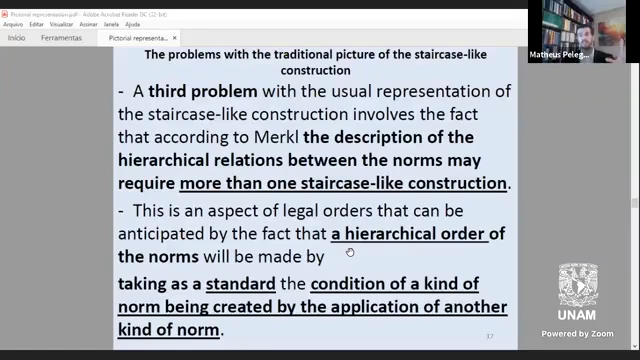 Pictorial representation.pdf - Adobe Acrobat Reader DC (32-bit)
Arquivo Editar Visualizar Assinar Janela Ajuda
Início Ferramentas Pictorial representa... ×
The problems with the traditional picture of the staircase-like
construction
- A third problem with the usual representation of
the staircase-like construction involves the fact
that according to Merkl the description of the
hierarchical relations between the norms may
require more than one staircase-like construction.
- This is an aspect of legal orders that can be
anticipated by the fact that a hierarchical order of
the norms will be made by
taking as a standard the condition of a kind of
norm being created by the application of another
kind of norm.
37
Matheus Peleg...
UNAM
Powered by Zoom